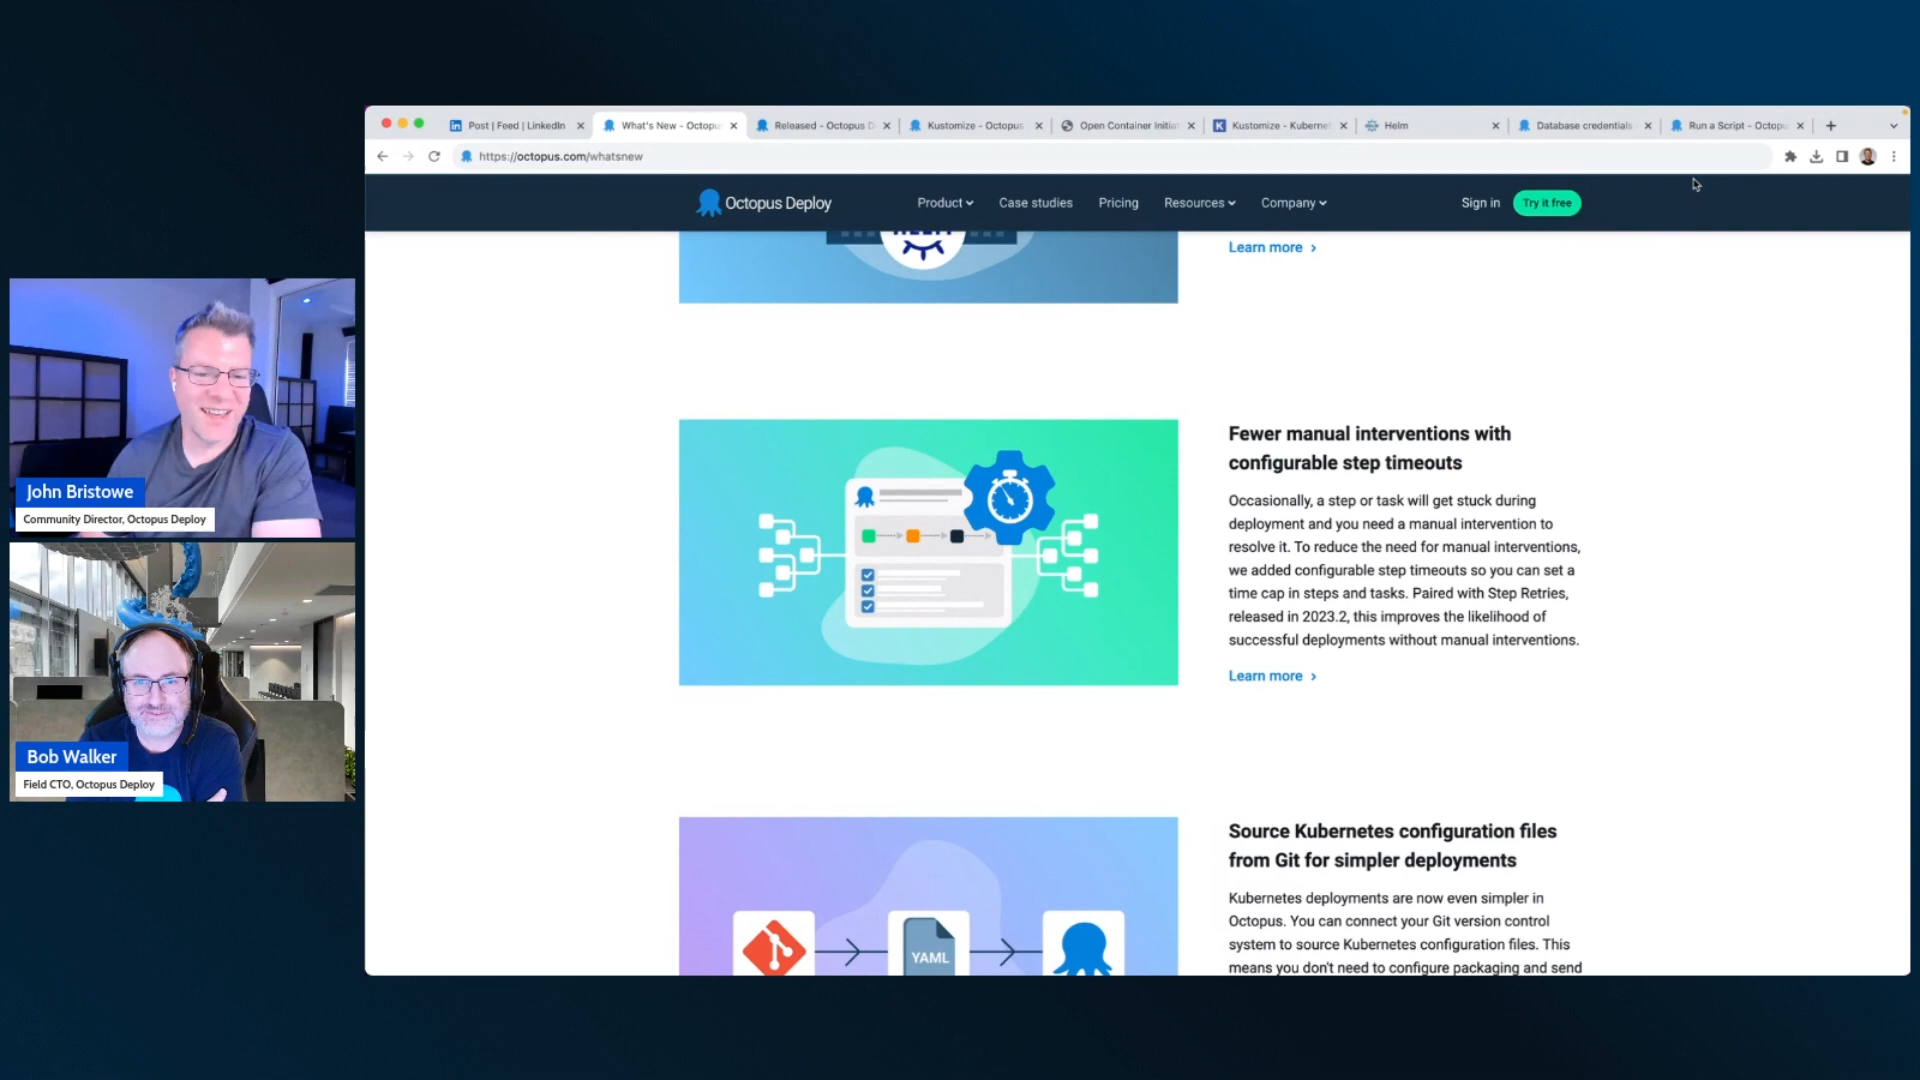 Post | Feed | LinkedIn
What's New - Octopu
Released - Octopus D
Kustomize - Octopus
Open Container Initia
Kustomize - Kubernet
Helm
Database credentials
Run a Script - Octopu
https://octopus.com/whatsnew
Octopus Deploy
Product
Case studies
Pricing
Resources
Company
Sign in
Try it free
HELM
Learn more
Fewer manual interventions with
configurable step timeouts
Occasionally, a step or task will get stuck during
deployment and you need a manual intervention to
resolve it. To reduce the need for manual interventions,
we added configurable step timeouts so you can set a
time cap in steps and tasks. Paired with Step Retries,
released in 2023.2, this improves the likelihood of
successful deployments without manual interventions.
Learn more
Source Kubernetes configuration files
from Git for simpler deployments
Kubernetes deployments are now even simpler in
Octopus. You can connect your Git version control
system to source Kubernetes configuration files. This
means you don't need to configure packaging and send
YAML
John Bristowe
Community Director, Octopus Deploy
Bob Walker
Field CTO, Octopus Deploy